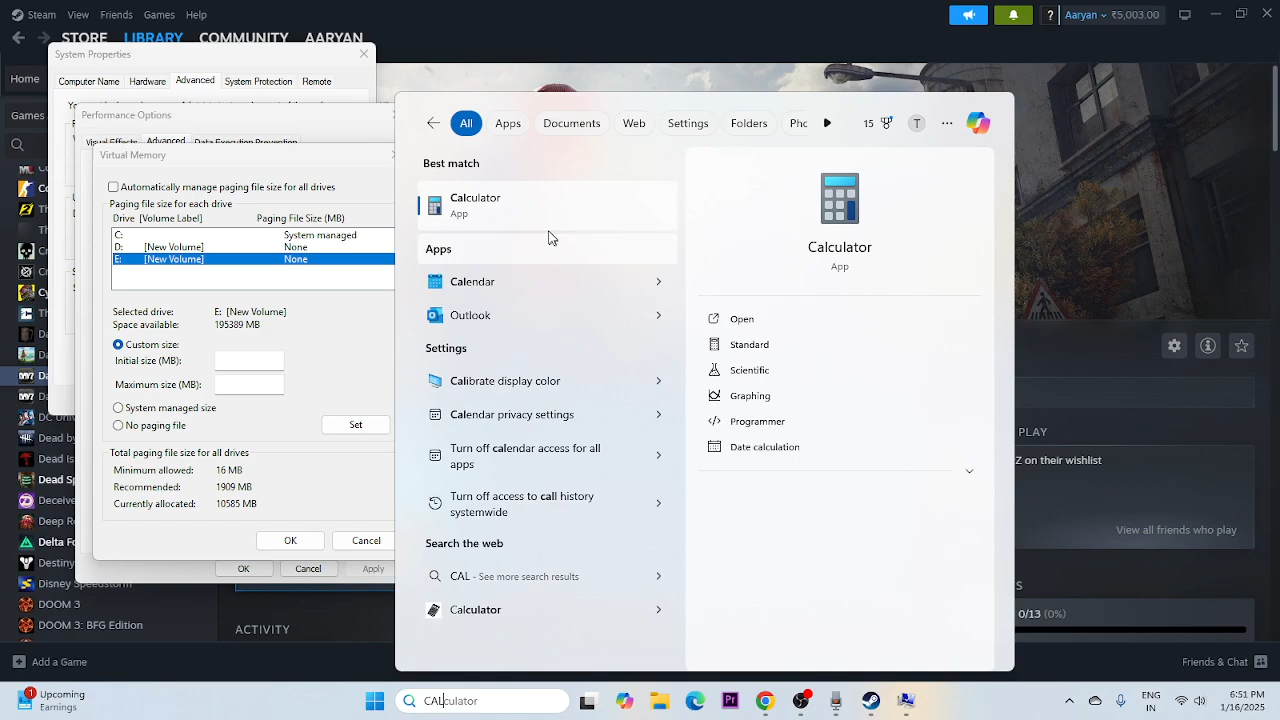 Steam View Friends Games Help
? Aaryan ₹5,003.00
STORE LIBRARY COMMUNITY AARYAN
Home
Games
System Properties
Computer Name Hardware Advanced System Protection Remote
Performance Options
Visual Effects Advanced Data Execution Prevention
Virtual Memory
Automatically manage paging file size for all drives
Paging file size for each drive
Drive [Volume Label] Paging File Size (MB)
C: System managed
D: [New Volume] None
E: [New Volume] None
Selected drive: E: [New Volume]
Space available: 195389 MB
Custom size:
Initial size (MB):
Maximum size (MB):
System managed size
No paging file
Set
Total paging file size for all drives
Minimum allowed: 16 MB
Recommended: 1909 MB
Currently allocated: 10585 MB
OK Cancel
OK Cancel Apply
Disney Speedstorm
DOOM 3
DOOM 3: BFG Edition
ACTIVITY
Add a Game
All Apps Documents Web Settings Folders Pho 15 T
Best match
Calculator
App
Apps
Calendar
Outlook
Settings
Calibrate display color
Calendar privacy settings
Turn off calendar access for all
apps
Turn off access to call history
systemwide
Search the web
CAL - See more search results
Calculator
Calculator
App
Open
Standard
Scientific
Graphing
Programmer
Date calculation
PLAY
Z on their wishlist
View all friends who play
S
0/13 (0%)
Friends & Chat
1 Upcoming
Earnings
CALculator
ENG
IN
6:51 PM
1/16/2025